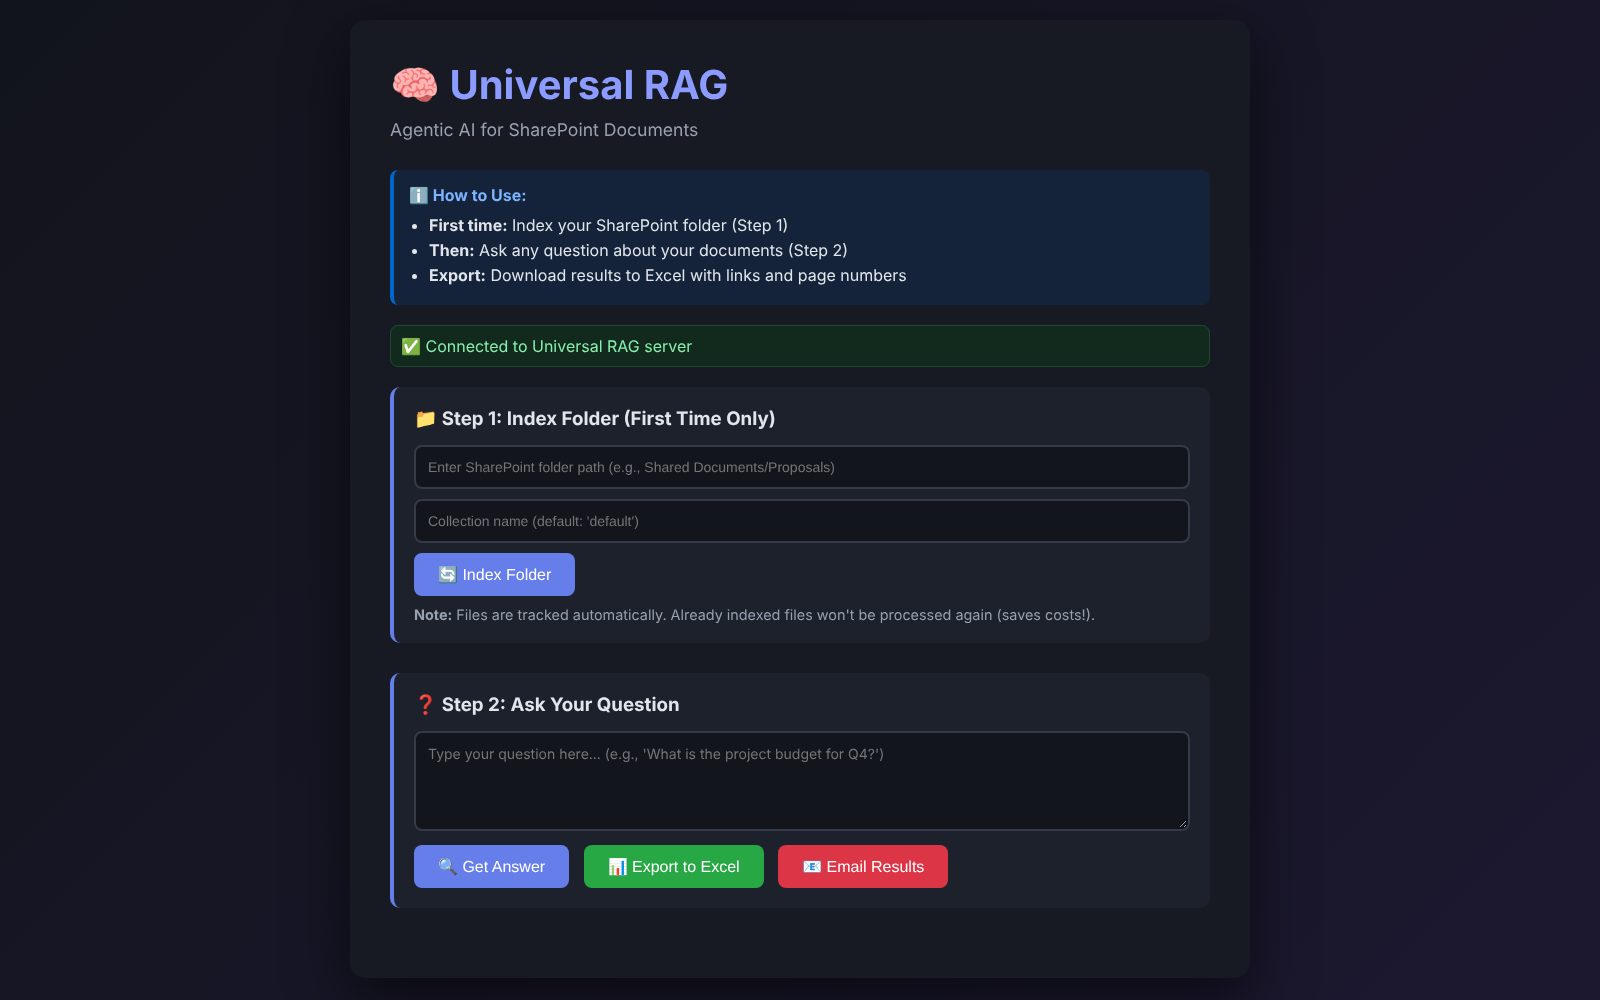 🧠 Universal RAG
Agentic AI for SharePoint Documents
ℹ️ How to Use:
• First time: Index your SharePoint folder (Step 1)
• Then: Ask any question about your documents (Step 2)
• Export: Download results to Excel with links and page numbers
✅ Connected to Universal RAG server
📁 Step 1: Index Folder (First Time Only)
Enter SharePoint folder path (e.g., Shared Documents/Proposals)
Collection name (default: 'default')
🔄 Index Folder
Note: Files are tracked automatically. Already indexed files won't be processed again (saves costs!).
❓ Step 2: Ask Your Question
Type your question here... (e.g., 'What is the project budget for Q4?')
🔍 Get Answer
📊 Export to Excel
📧 Email Results